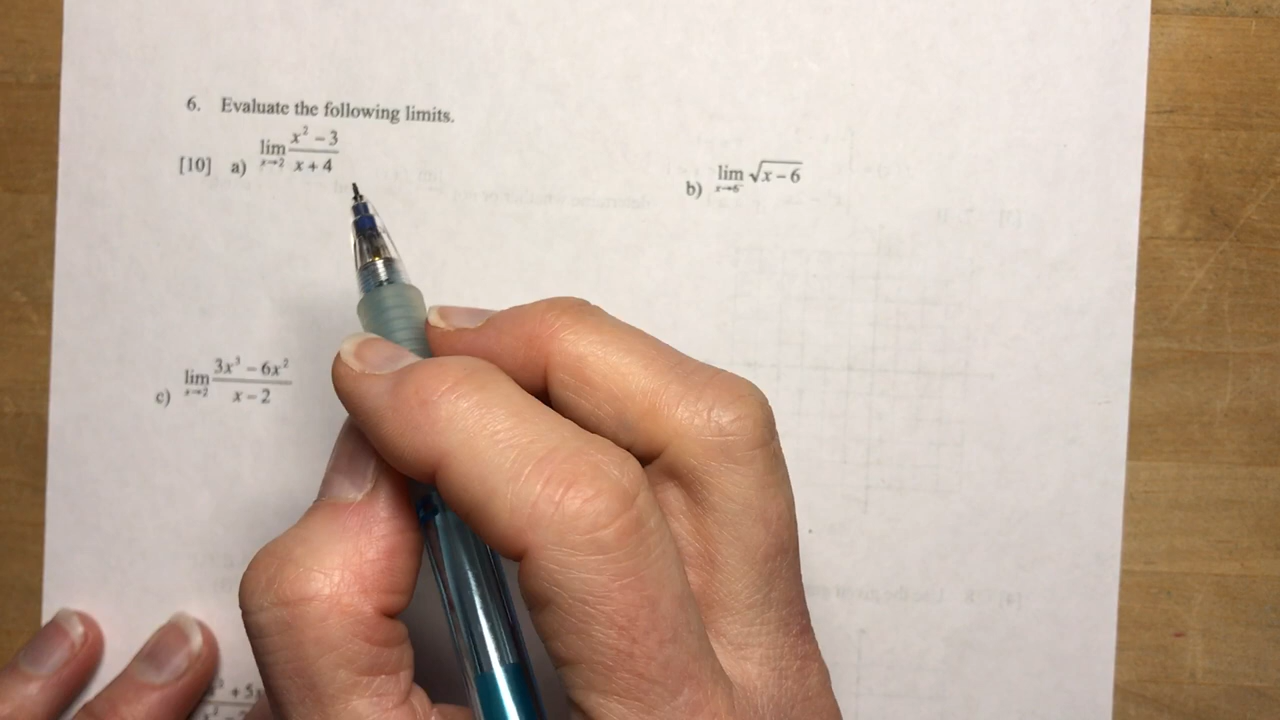 6. Evaluate the following limits.
[10] a) lim x→2 (x² − 3)/(x + 4)
b) lim x→6⁻ √(x − 6)
c) lim x→2 (3x³ − 6x²)/(x − 2)
+ 5